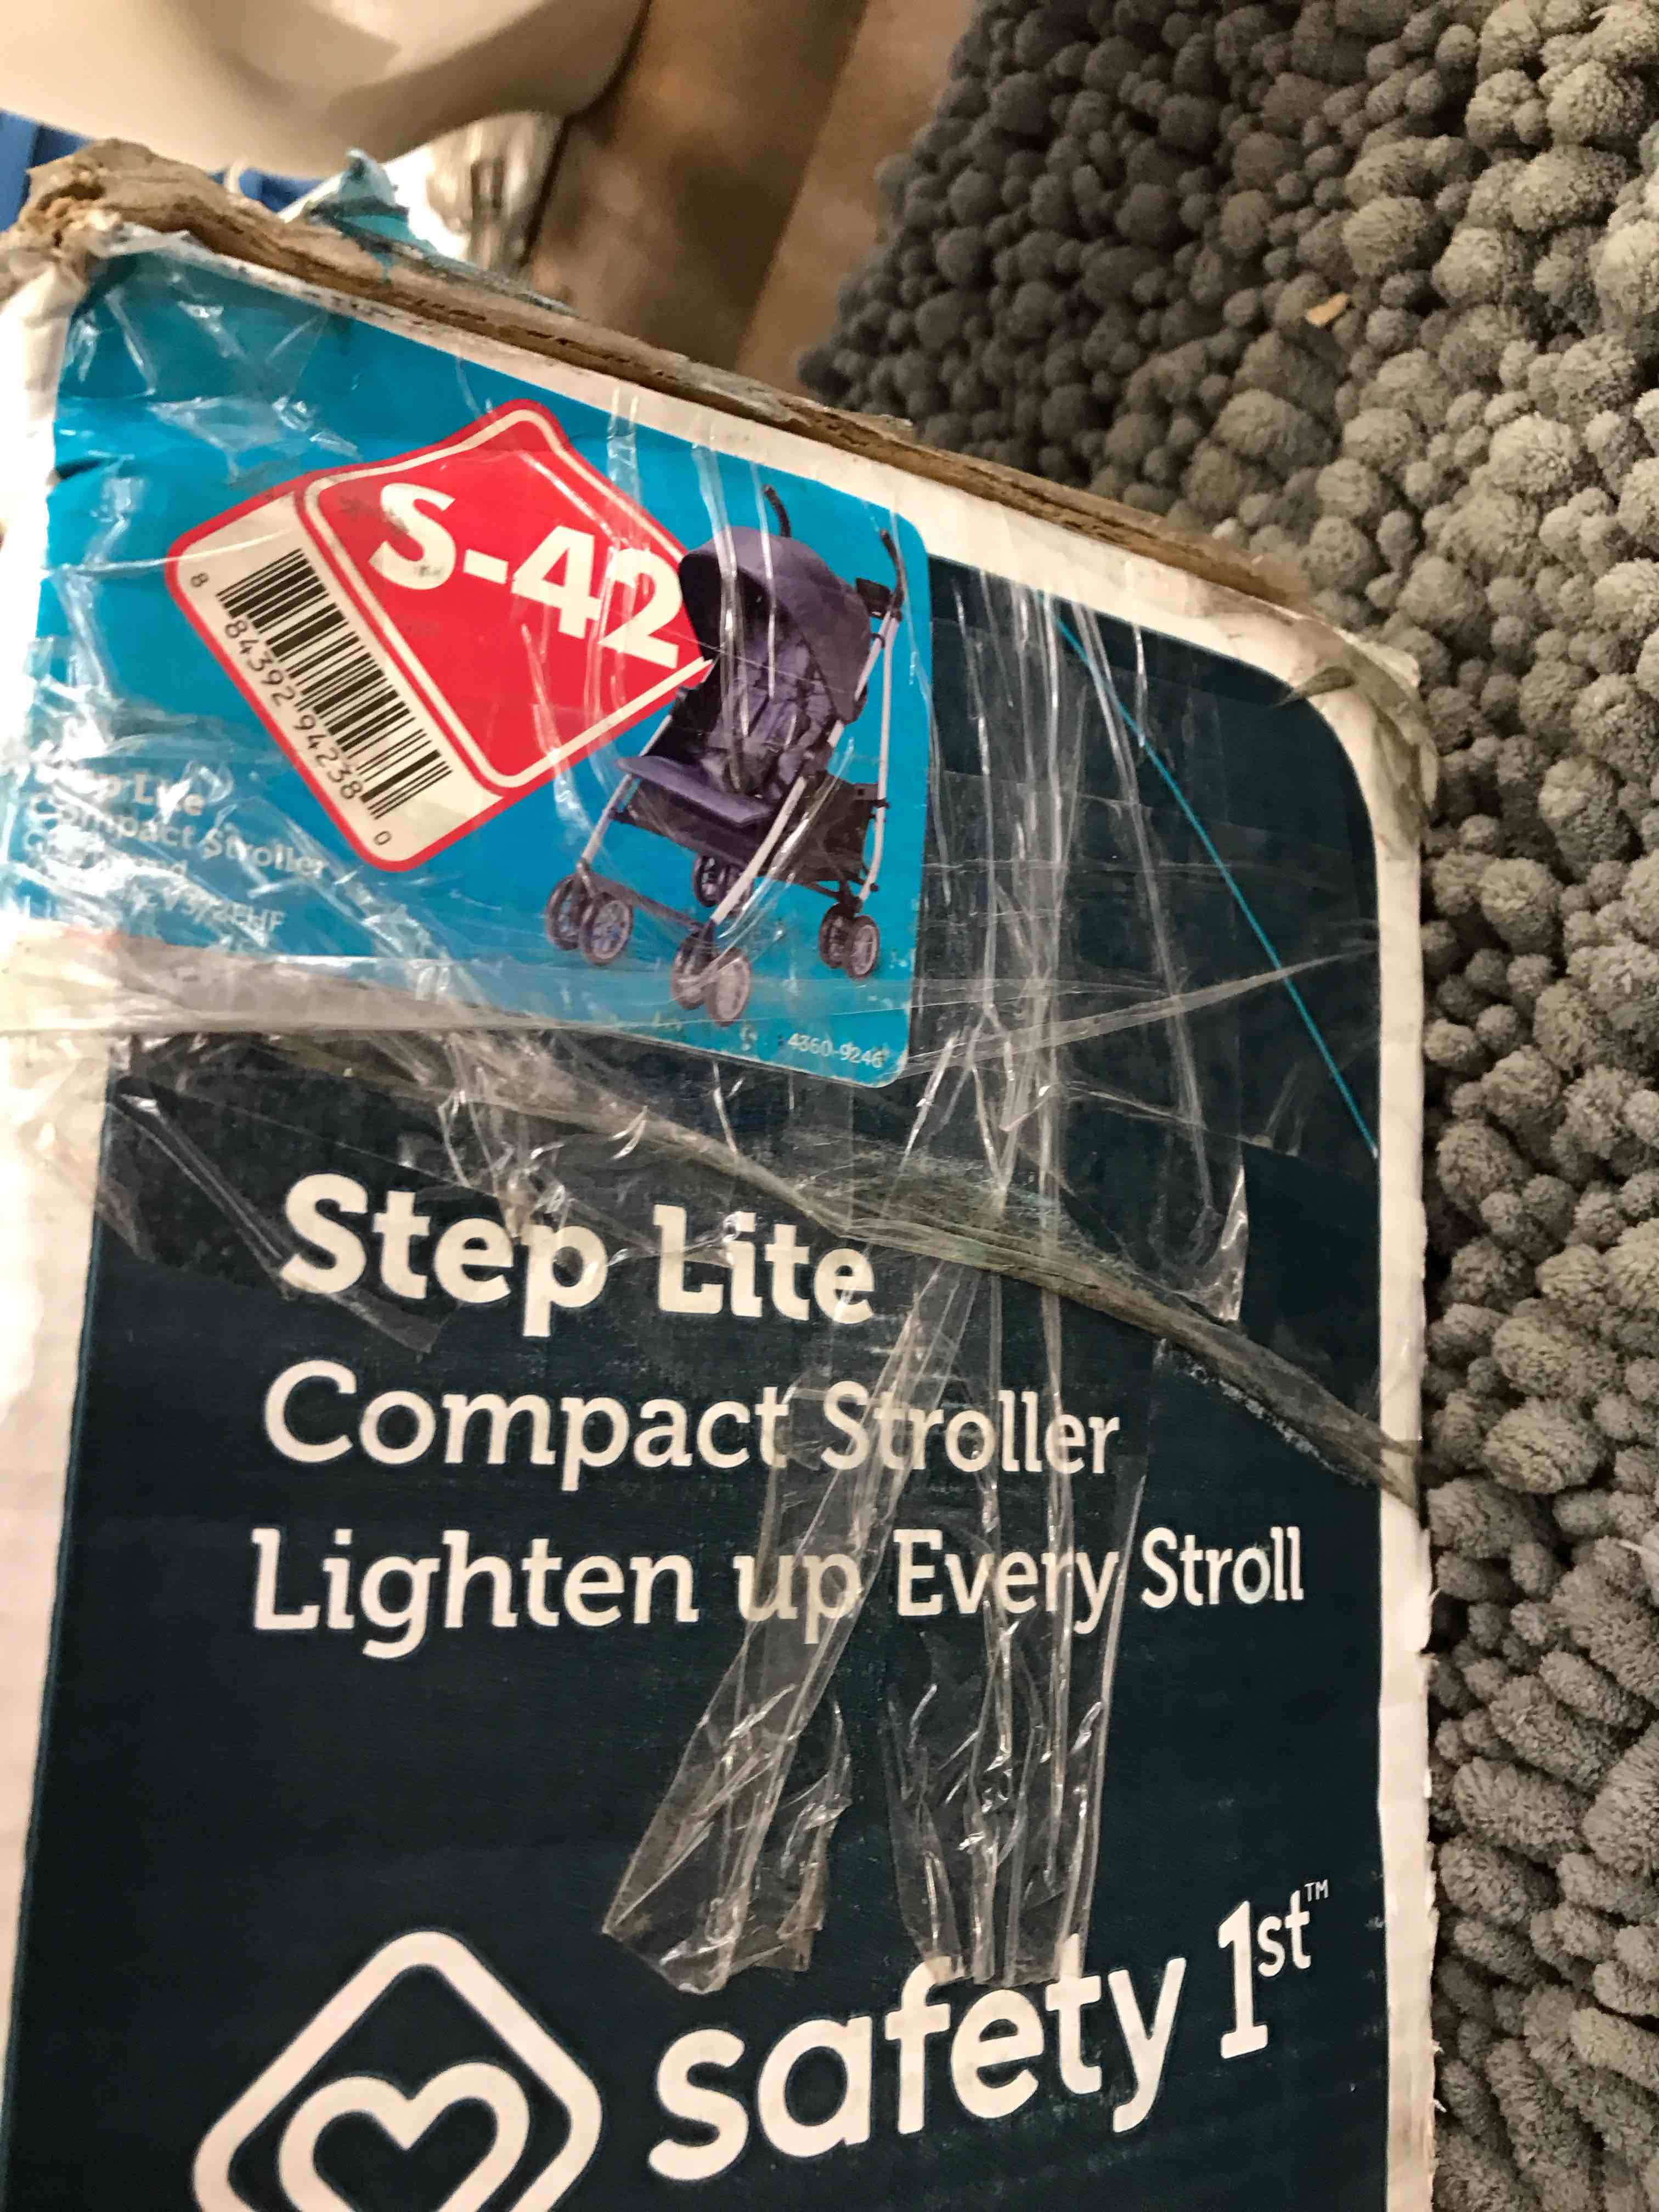 S-42
8 84392 94238 0
Lite
Compact Stroller
4360-9246
Step Lite
Compact Stroller
Lighten up Every Stroll
safety 1st™